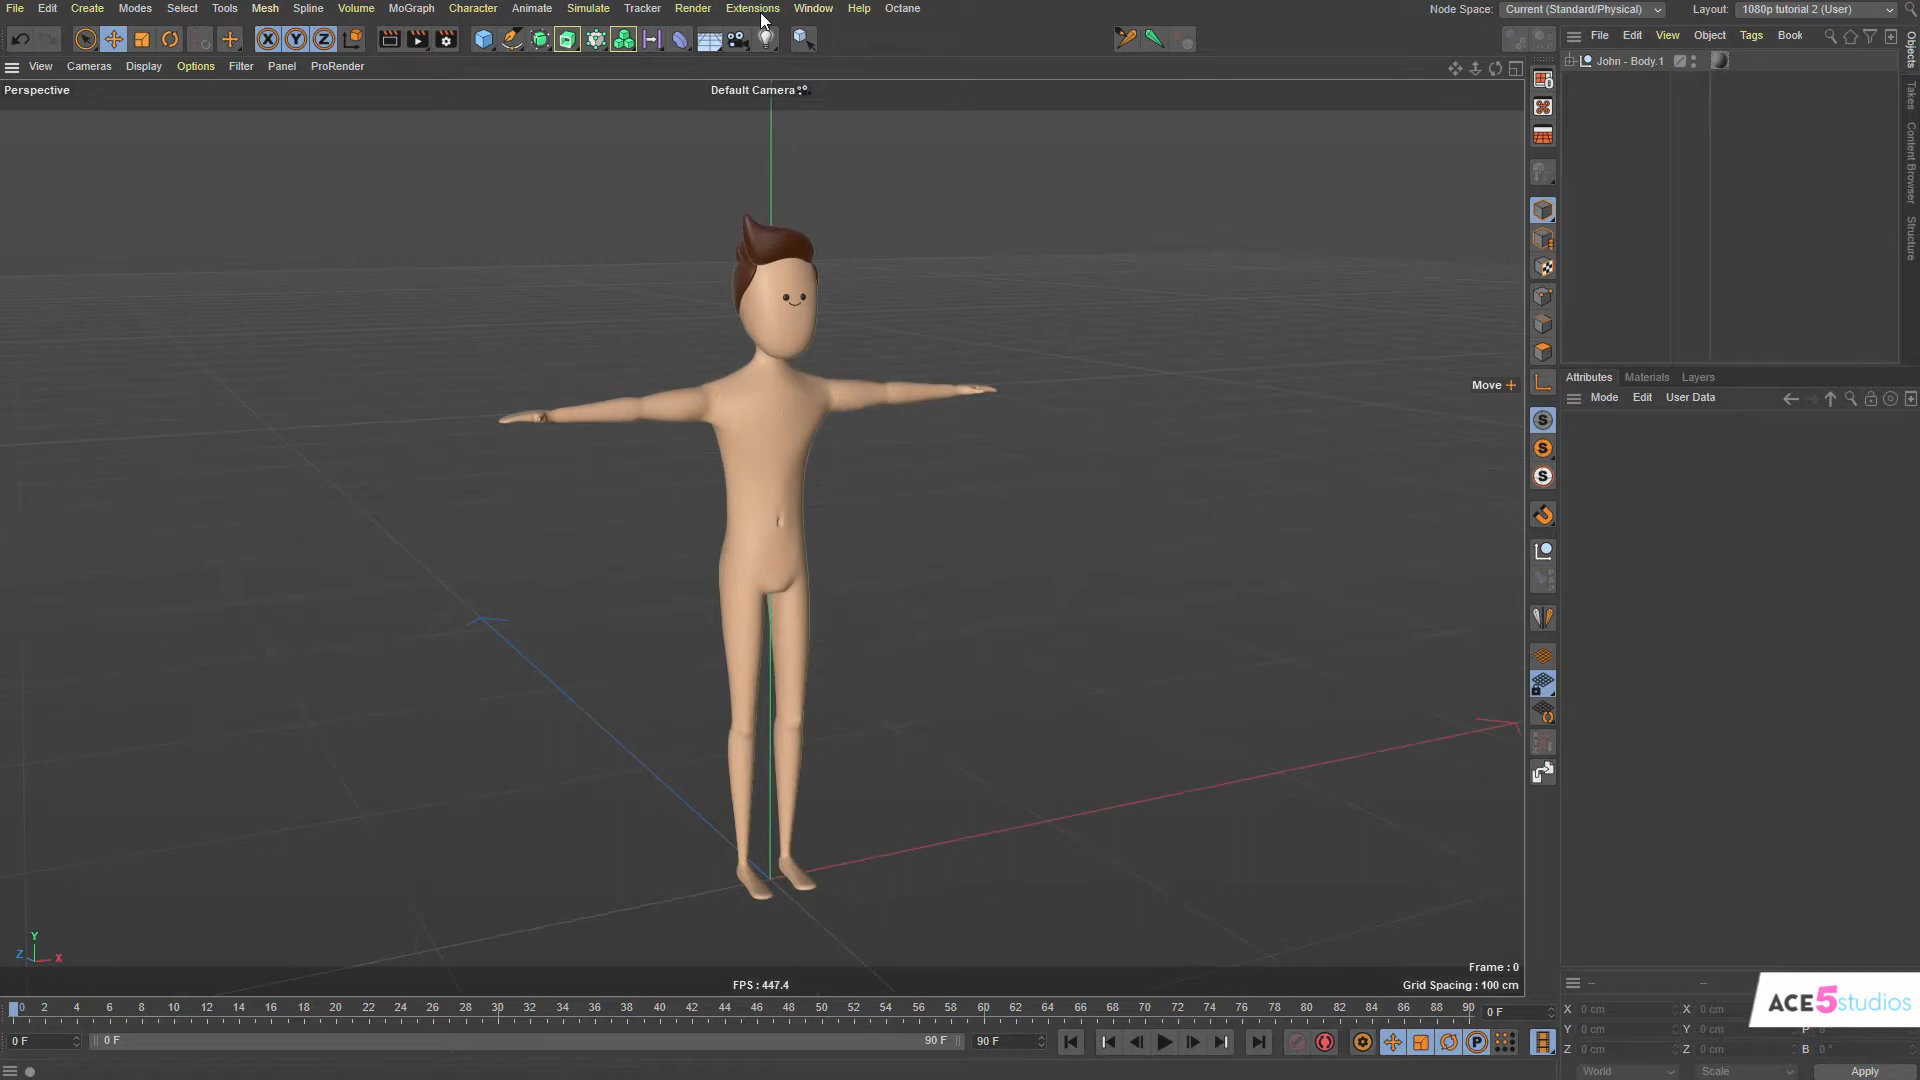 File Edit Create Modes Select Tools Mesh Spline Volume MoGraph Character Animate Simulate Tracker Render Extensions Window Help Octane
Node Space: Current (Standard/Physical) Layout: 1080p tutorial 2 (User)
View Cameras Display Options Filter Panel ProRender
File Edit View Object Tags Book
John - Body.1
Objects
Takes
Content Browser
Structure
Perspective
Default Camera
Move
Attributes Materials Layers
Mode Edit User Data
Y
Z
X
Frame : 0
FPS : 447.4
Grid Spacing : 100 cm
0 2 4 6 8 10 12 14 16 18 20 22 24 26 28 30 32 34 36 38 40 42 44 46 48 50 52 54 56 58 60 62 64 66 68 70 72 74 76 78 80 82 84 86 88 90
0 F
0 F 0 F 90 F 90 F
-- --
X 0 cm X
Y 0 cm Y 0 cm P 0 °
Z 0 cm Z 0 cm B 0 °
World Scale Apply
ACE5studios